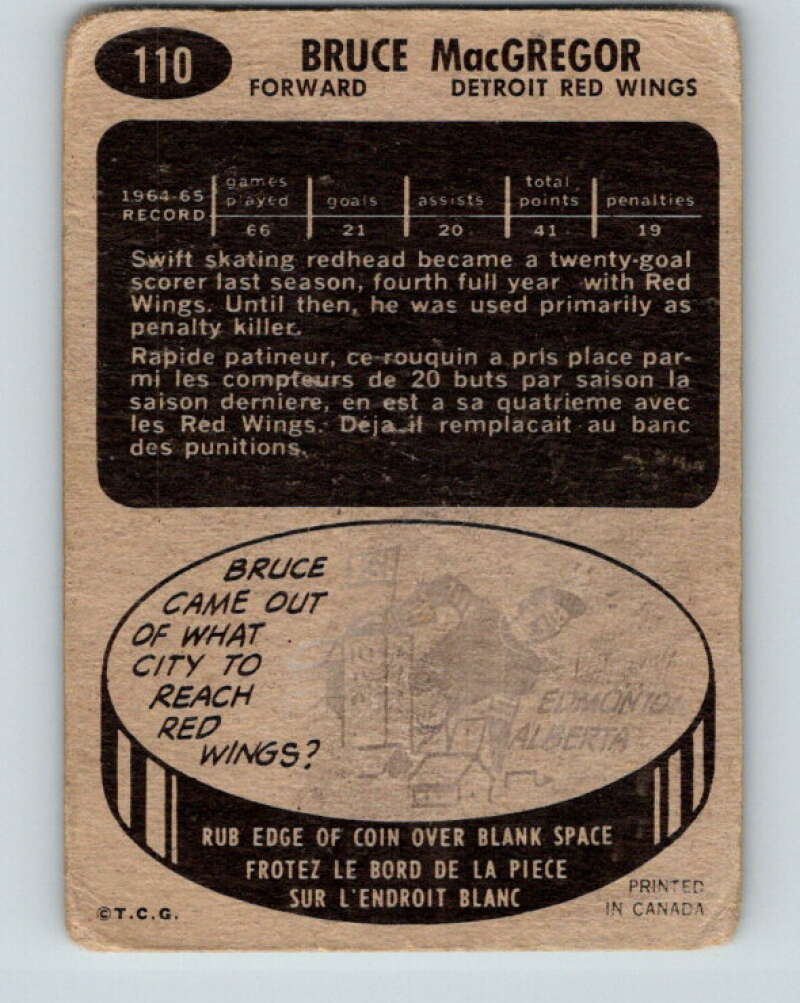 110
BRUCE MacGREGOR
FORWARD DETROIT RED WINGS
1964-65 RECORD games played goals assists total points penalties
66 21 20 41 19
Swift skating redhead became a twenty-goal
scorer last season, fourth full year with Red
Wings. Until then, he was used primarily as
penalty killer.
Rapide patineur, ce rouquin a pris place par-
mi les compteurs de 20 buts par saison la
saison derniere, en est a sa quatrieme avec
les Red Wings. Deja il remplacait au banc
des punitions.
BRUCE
CAME OUT
OF WHAT
CITY TO
REACH
RED
WINGS?
EDMONTON
ALBERTA
RUB EDGE OF COIN OVER BLANK SPACE
FROTEZ LE BORD DE LA PIECE
SUR L'ENDROIT BLANC
©T.C.G.
PRINTED
IN CANADA